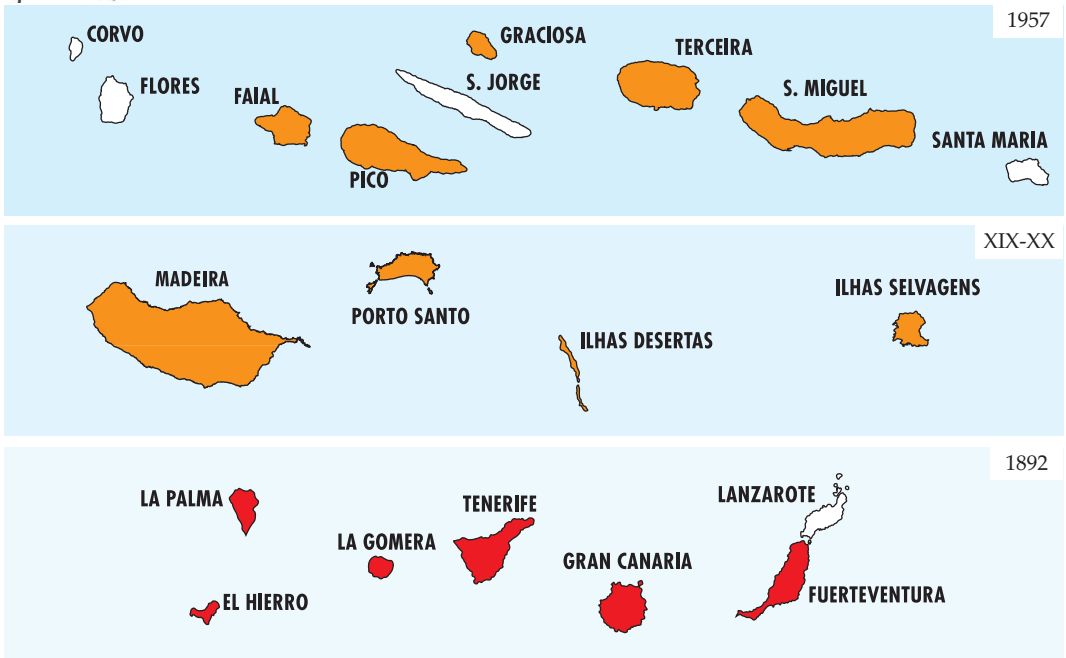 1957
CORVO
GRACIOSA
TERCEIRA
FLORES
S. JORGE
FAIAL
S. MIGUEL
SANTA MARIA
PICO
XIX-XX
MADEIRA
ILHAS SELVAGENS
PORTO SANTO
ILHAS DESERTAS
1892
LA PALMA
LANZAROTE
TENERIFE
LA GOMERA
GRAN CANARIA
EL HIERRO
FUERTEVENTURA